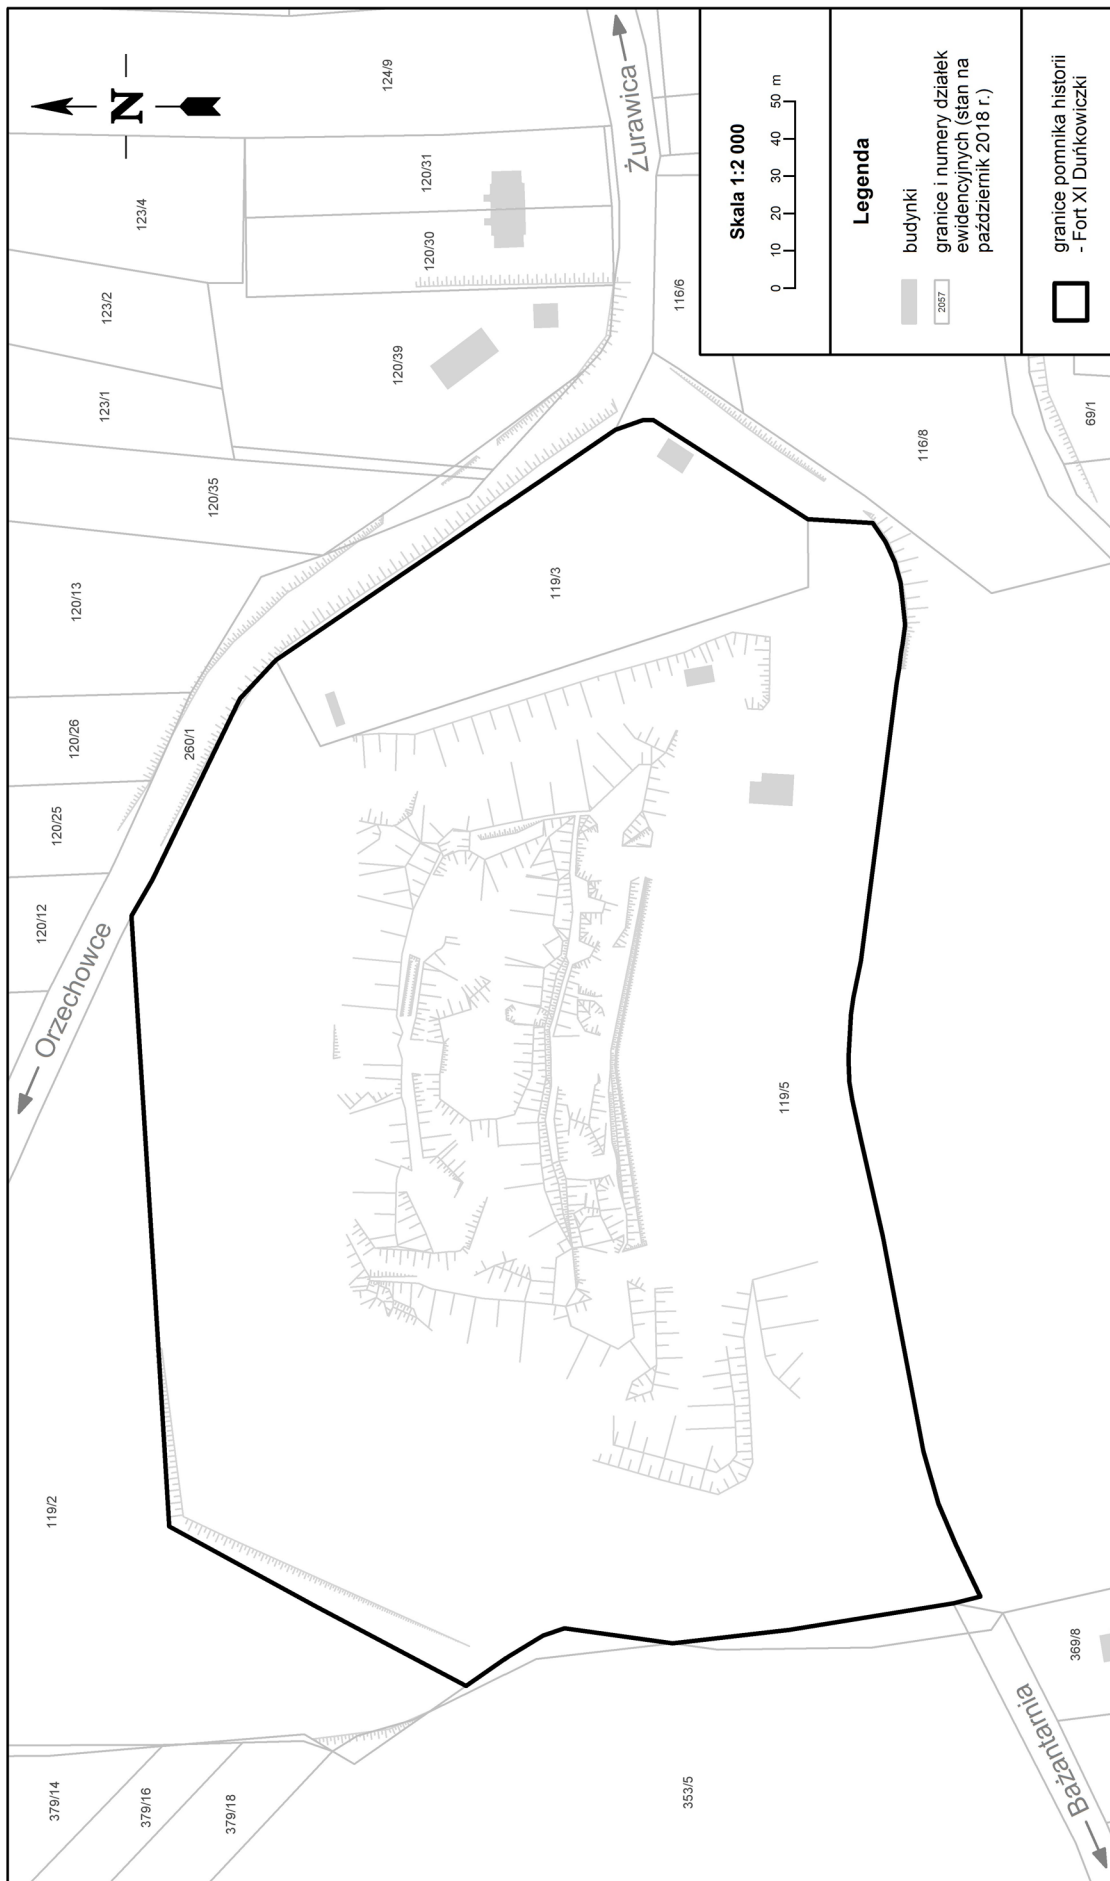 N
124/9
123/4
123/2
123/1
120/35
120/13
120/26
120/25
120/12
120/31
120/30
120/39
260/1
Orzechowce
Żurawica
116/6
116/8
69/1
119/3
119/5
119/2
379/14
379/16
379/18
353/5
369/8
Bażantarnia
Skala 1:2 000
0 10 20 30 40 50 m
Legenda
budynki
2057
granice i numery działek
ewidencyjnych (stan na
październik 2018 r.)
granice pomnika historii
- Fort XI Duńkowiczki